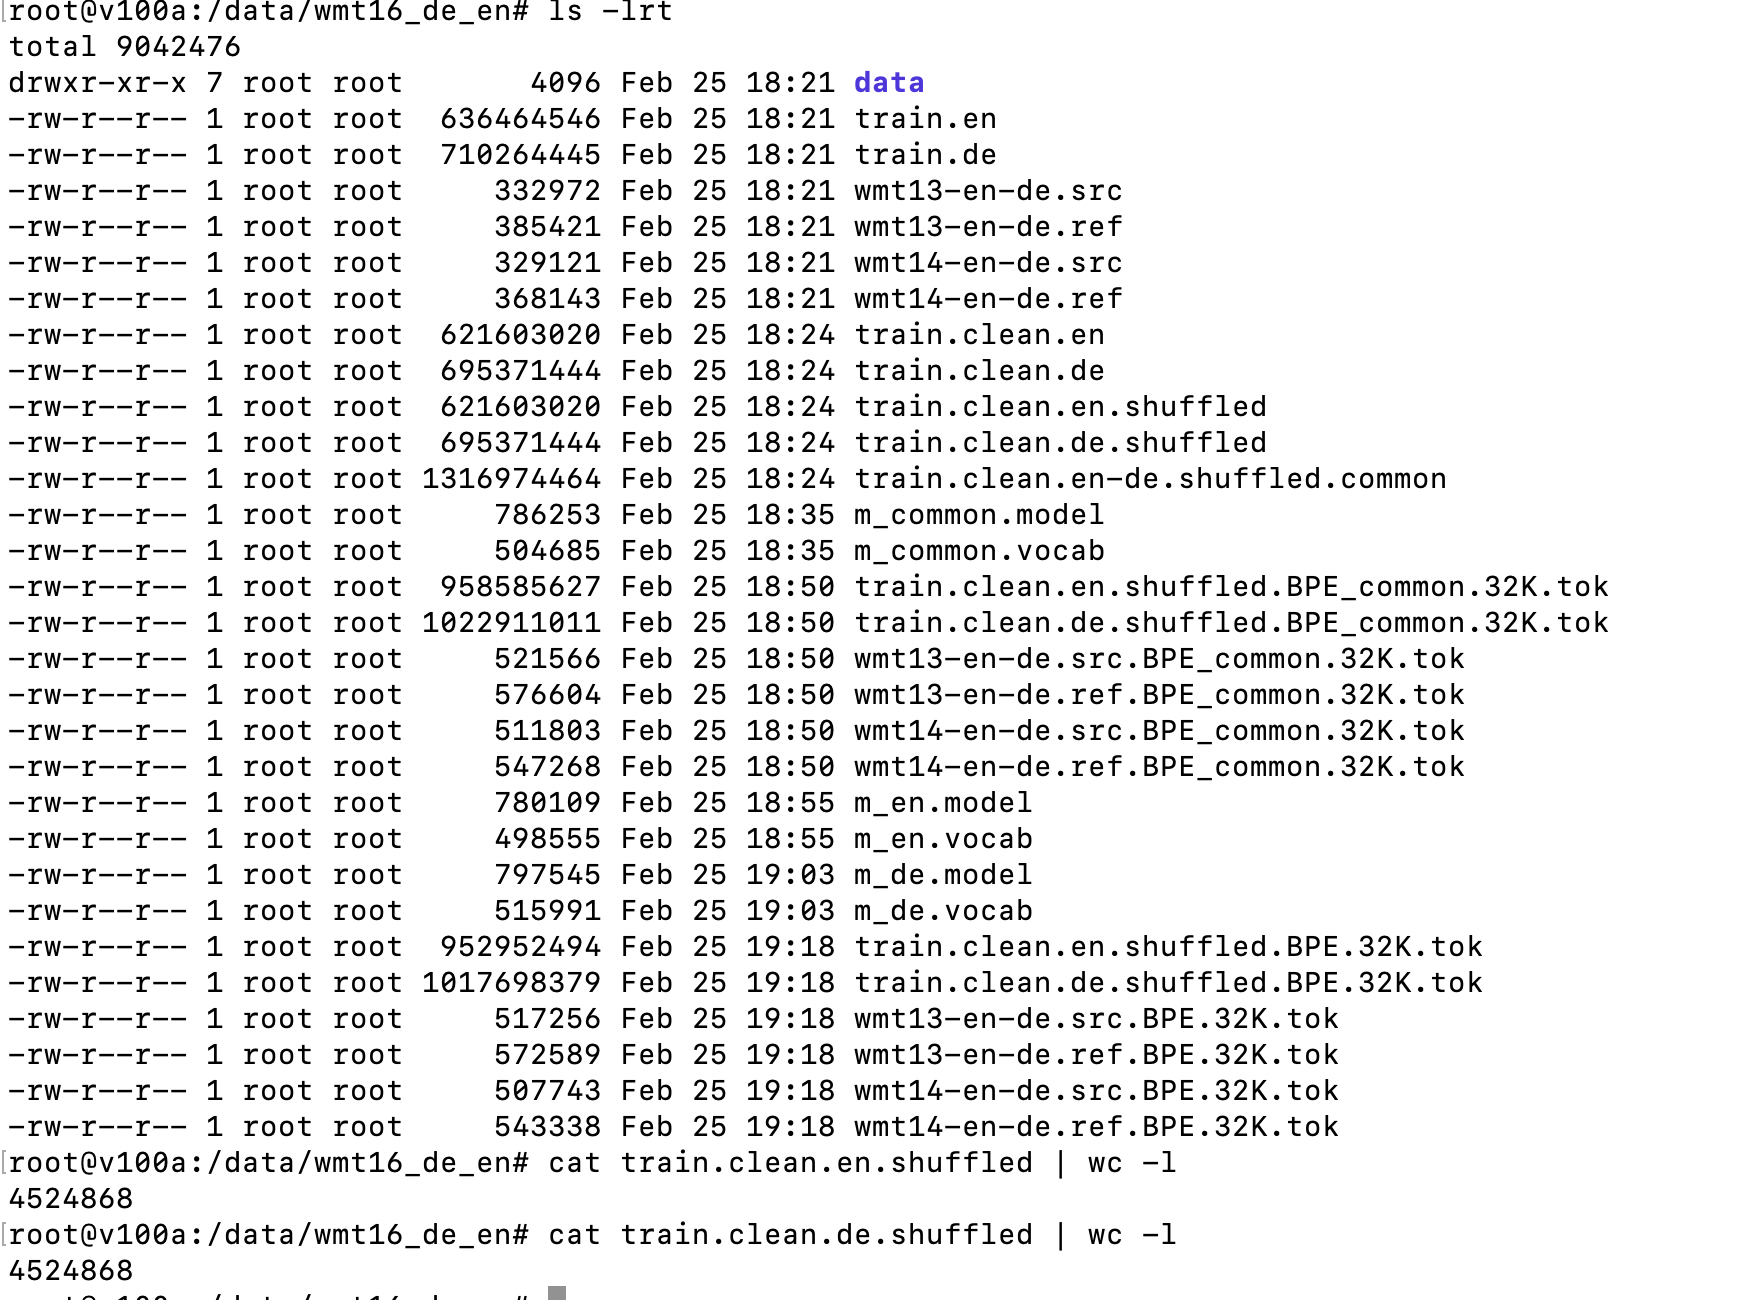 [root@v100a:/data/wmt16_de_en# ls -lrt
total 9042476
drwxr-xr-x 7 root root       4096 Feb 25 18:21 data
-rw-r--r-- 1 root root  636464546 Feb 25 18:21 train.en
-rw-r--r-- 1 root root  710264445 Feb 25 18:21 train.de
-rw-r--r-- 1 root root     332972 Feb 25 18:21 wmt13-en-de.src
-rw-r--r-- 1 root root     385421 Feb 25 18:21 wmt13-en-de.ref
-rw-r--r-- 1 root root     329121 Feb 25 18:21 wmt14-en-de.src
-rw-r--r-- 1 root root     368143 Feb 25 18:21 wmt14-en-de.ref
-rw-r--r-- 1 root root  621603020 Feb 25 18:24 train.clean.en
-rw-r--r-- 1 root root  695371444 Feb 25 18:24 train.clean.de
-rw-r--r-- 1 root root  621603020 Feb 25 18:24 train.clean.en.shuffled
-rw-r--r-- 1 root root  695371444 Feb 25 18:24 train.clean.de.shuffled
-rw-r--r-- 1 root root 1316974464 Feb 25 18:24 train.clean.en-de.shuffled.common
-rw-r--r-- 1 root root     786253 Feb 25 18:35 m_common.model
-rw-r--r-- 1 root root     504685 Feb 25 18:35 m_common.vocab
-rw-r--r-- 1 root root  958585627 Feb 25 18:50 train.clean.en.shuffled.BPE_common.32K.tok
-rw-r--r-- 1 root root 1022911011 Feb 25 18:50 train.clean.de.shuffled.BPE_common.32K.tok
-rw-r--r-- 1 root root     521566 Feb 25 18:50 wmt13-en-de.src.BPE_common.32K.tok
-rw-r--r-- 1 root root     576604 Feb 25 18:50 wmt13-en-de.ref.BPE_common.32K.tok
-rw-r--r-- 1 root root     511803 Feb 25 18:50 wmt14-en-de.src.BPE_common.32K.tok
-rw-r--r-- 1 root root     547268 Feb 25 18:50 wmt14-en-de.ref.BPE_common.32K.tok
-rw-r--r-- 1 root root     780109 Feb 25 18:55 m_en.model
-rw-r--r-- 1 root root     498555 Feb 25 18:55 m_en.vocab
-rw-r--r-- 1 root root     797545 Feb 25 19:03 m_de.model
-rw-r--r-- 1 root root     515991 Feb 25 19:03 m_de.vocab
-rw-r--r-- 1 root root  952952494 Feb 25 19:18 train.clean.en.shuffled.BPE.32K.tok
-rw-r--r-- 1 root root 1017698379 Feb 25 19:18 train.clean.de.shuffled.BPE.32K.tok
-rw-r--r-- 1 root root     517256 Feb 25 19:18 wmt13-en-de.src.BPE.32K.tok
-rw-r--r-- 1 root root     572589 Feb 25 19:18 wmt13-en-de.ref.BPE.32K.tok
-rw-r--r-- 1 root root     507743 Feb 25 19:18 wmt14-en-de.src.BPE.32K.tok
-rw-r--r-- 1 root root     543338 Feb 25 19:18 wmt14-en-de.ref.BPE.32K.tok
[root@v100a:/data/wmt16_de_en# cat train.clean.en.shuffled | wc -l
4524868
[root@v100a:/data/wmt16_de_en# cat train.clean.de.shuffled | wc -l
4524868